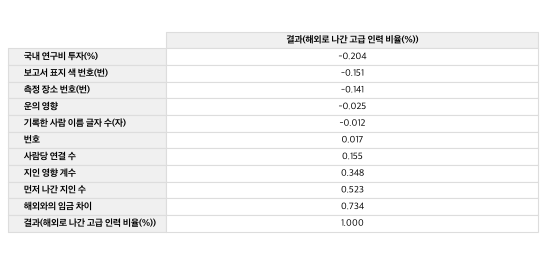 결과(해외로 나간 고급 인력 비율(%))
국내 연구비 투자(%) -0.204
보고서 표지 색 번호(번) -0.151
측정 장소 번호(번) -0.141
운의 영향 -0.025
기록한 사람 이름 글자 수(자) -0.012
번호 0.017
사람당 연결 수 0.155
지인 영향 계수 0.348
먼저 나간 지인 수 0.523
해외와의 임금 차이 0.734
결과(해외로 나간 고급 인력 비율(%)) 1.000